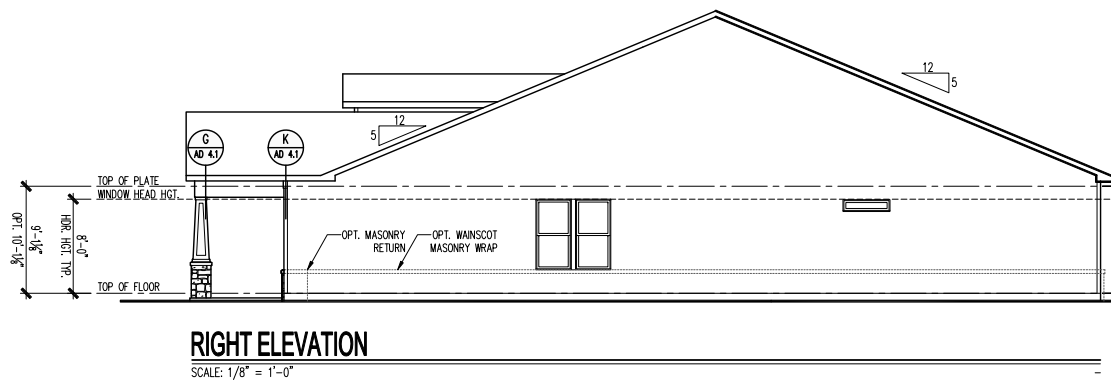 12
5
12
5
G
AD 4.1
K
AD 4.1
TOP OF PLATE
WINDOW HEAD HGT.
9'-1⅛"
OPT. 10'-1⅛"
8'-0"
HDR. HGT. TYP.
OPT. MASONRY
RETURN
OPT. WAINSCOT
MASONRY WRAP
TOP OF FLOOR
RIGHT ELEVATION
SCALE: 1/8" = 1'-0"